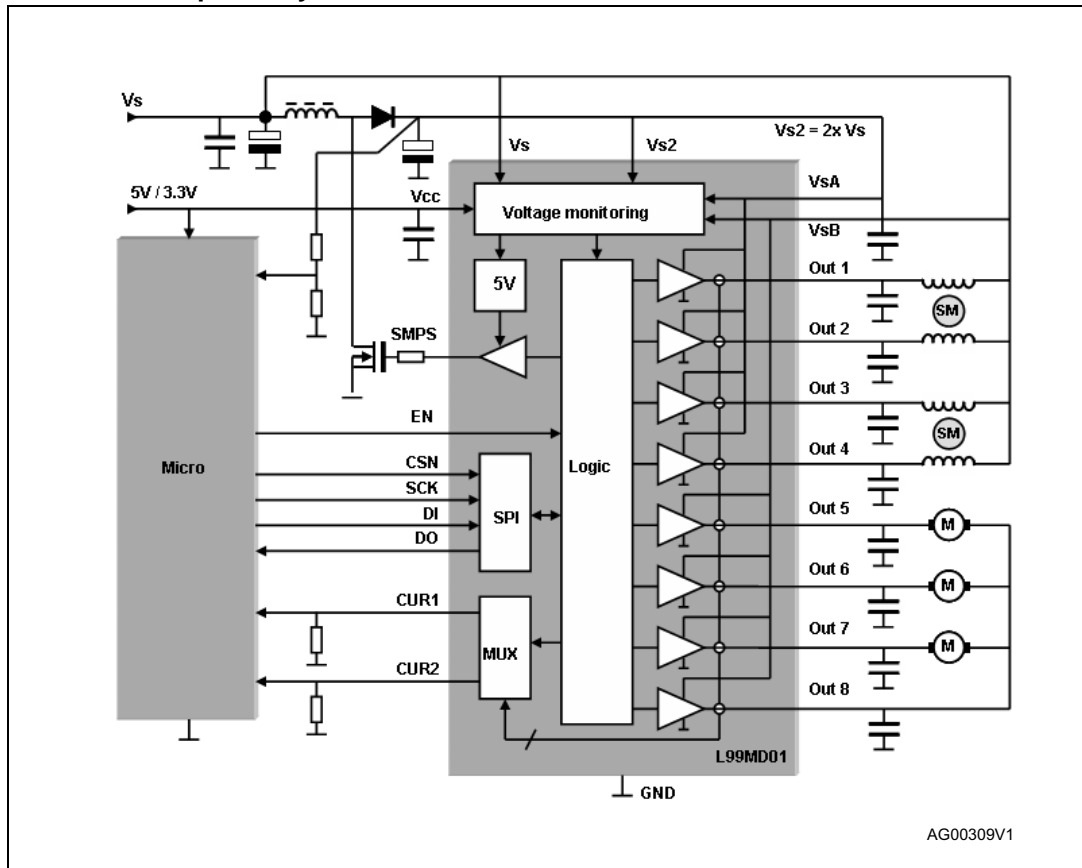 Vs
Vs
Vs2
Vs2 = 2x Vs
5V / 3.3V
Vcc
Voltage monitoring
VsA
VsB
5V
SMPS
Out 1
SM
Out 2
Out 3
SM
Out 4
EN
Micro
Logic
CSN
SCK
DI
DO
SPI
Out 5
M
Out 6
M
CUR1
MUX
CUR2
Out 7
M
Out 8
L99MD01
GND
AG00309V1